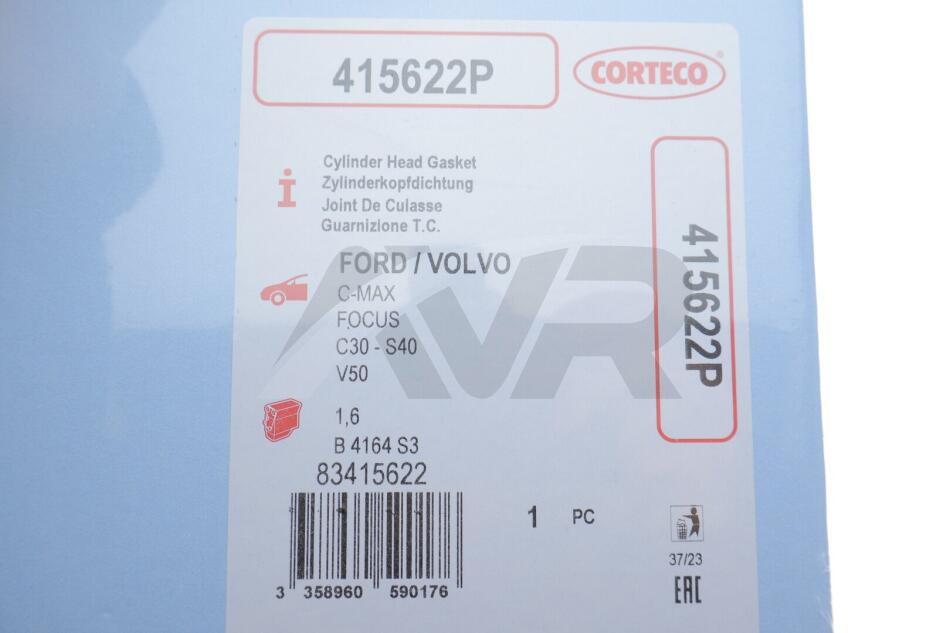 415622P
CORTECO
Cylinder Head Gasket
Zylinderkopfdichtung
Joint De Culasse
Guarnizione T.C.
FORD / VOLVO
C-MAX
FOCUS
C30 - S40
V50
1,6
B 4164 S3
83415622
3 358960 590176
1 PC
37/23
EAC
415622P
AVR